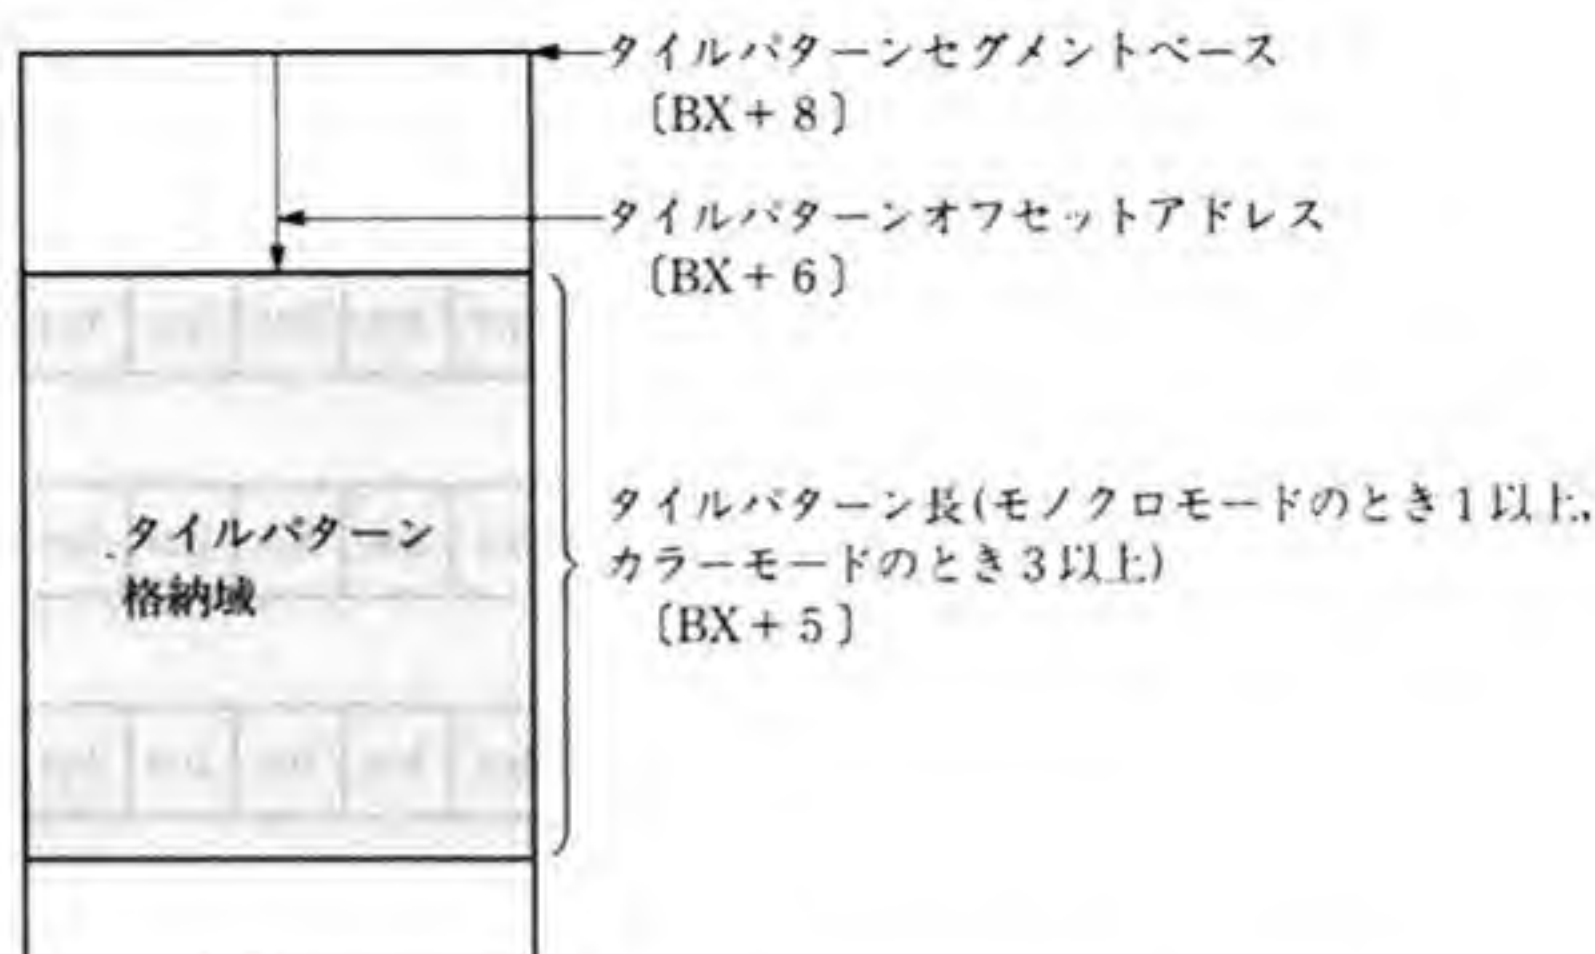 タイルパターンセグメントベース
〔BX+8〕
タイルパターンオフセットアドレス
〔BX+6〕
タイルパターン長(モノクロモードのとき1以上,
カラーモードのとき3以上)
〔BX+5〕
タイルパターン
格納域